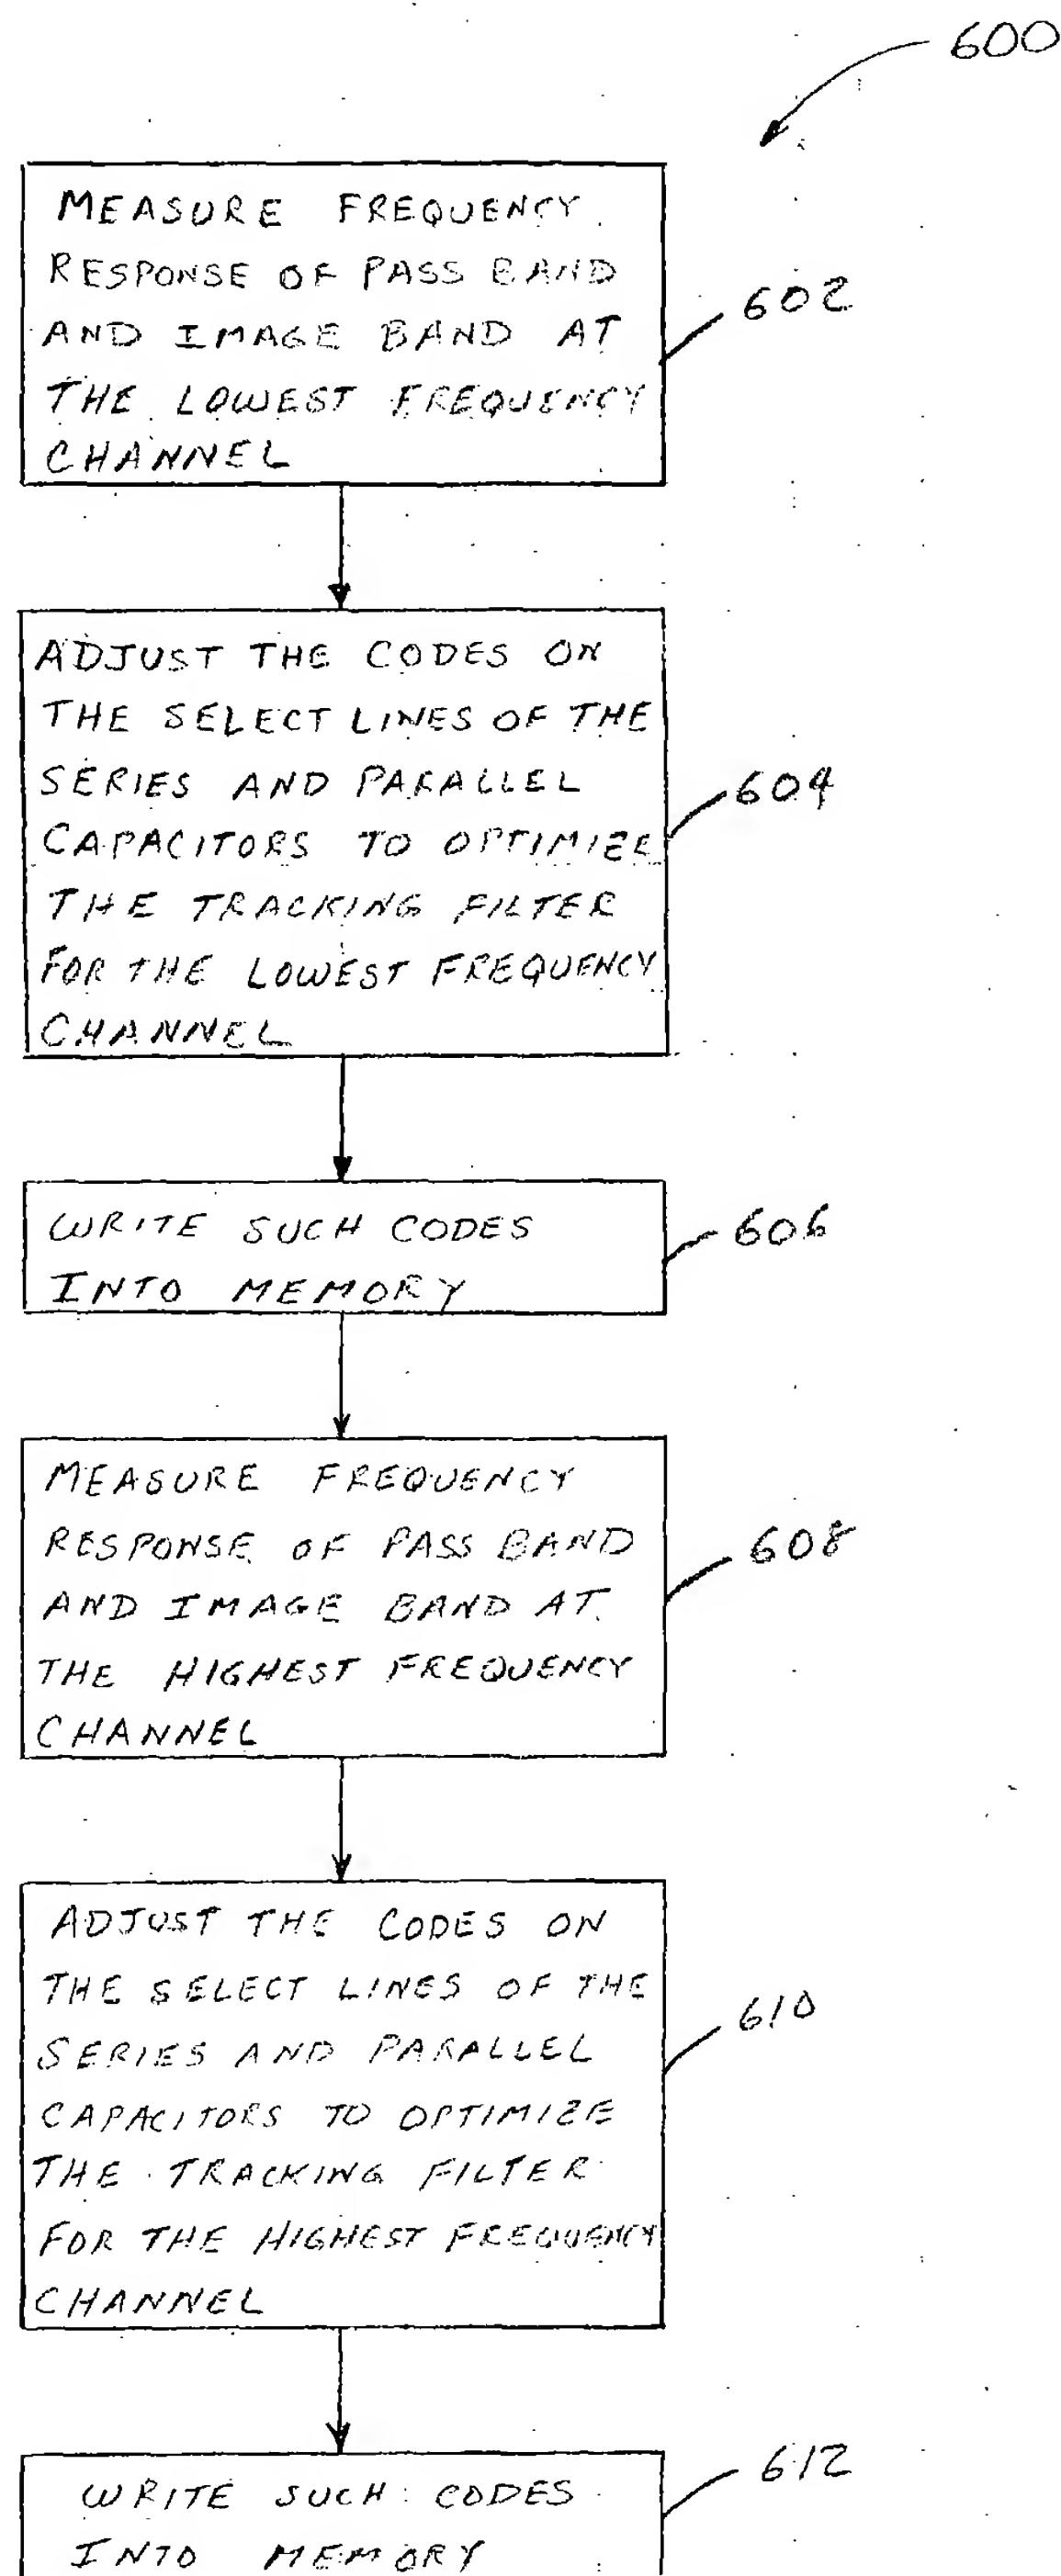 600
MEASURE FREQUENCY
RESPONSE OF PASS BAND
AND IMAGE BAND AT
THE LOWEST FREQUENCY
CHANNEL
602
ADJUST THE CODES ON
THE SELECT LINES OF THE
SERIES AND PARALLEL
CAPACITORS TO OPTIMIZE
THE TRACKING FILTER
FOR THE LOWEST FREQUENCY
CHANNEL
604
WRITE SUCH CODES
INTO MEMORY
606
MEASURE FREQUENCY
RESPONSE OF PASS BAND
AND IMAGE BAND AT
THE HIGHEST FREQUENCY
CHANNEL
608
ADJUST THE CODES ON
THE SELECT LINES OF THE
SERIES AND PARALLEL
CAPACITORS TO OPTIMIZE
THE TRACKING FILTER
FOR THE HIGHEST FREQUENCY
CHANNEL
610
WRITE SUCH CODES
INTO MEMORY
612